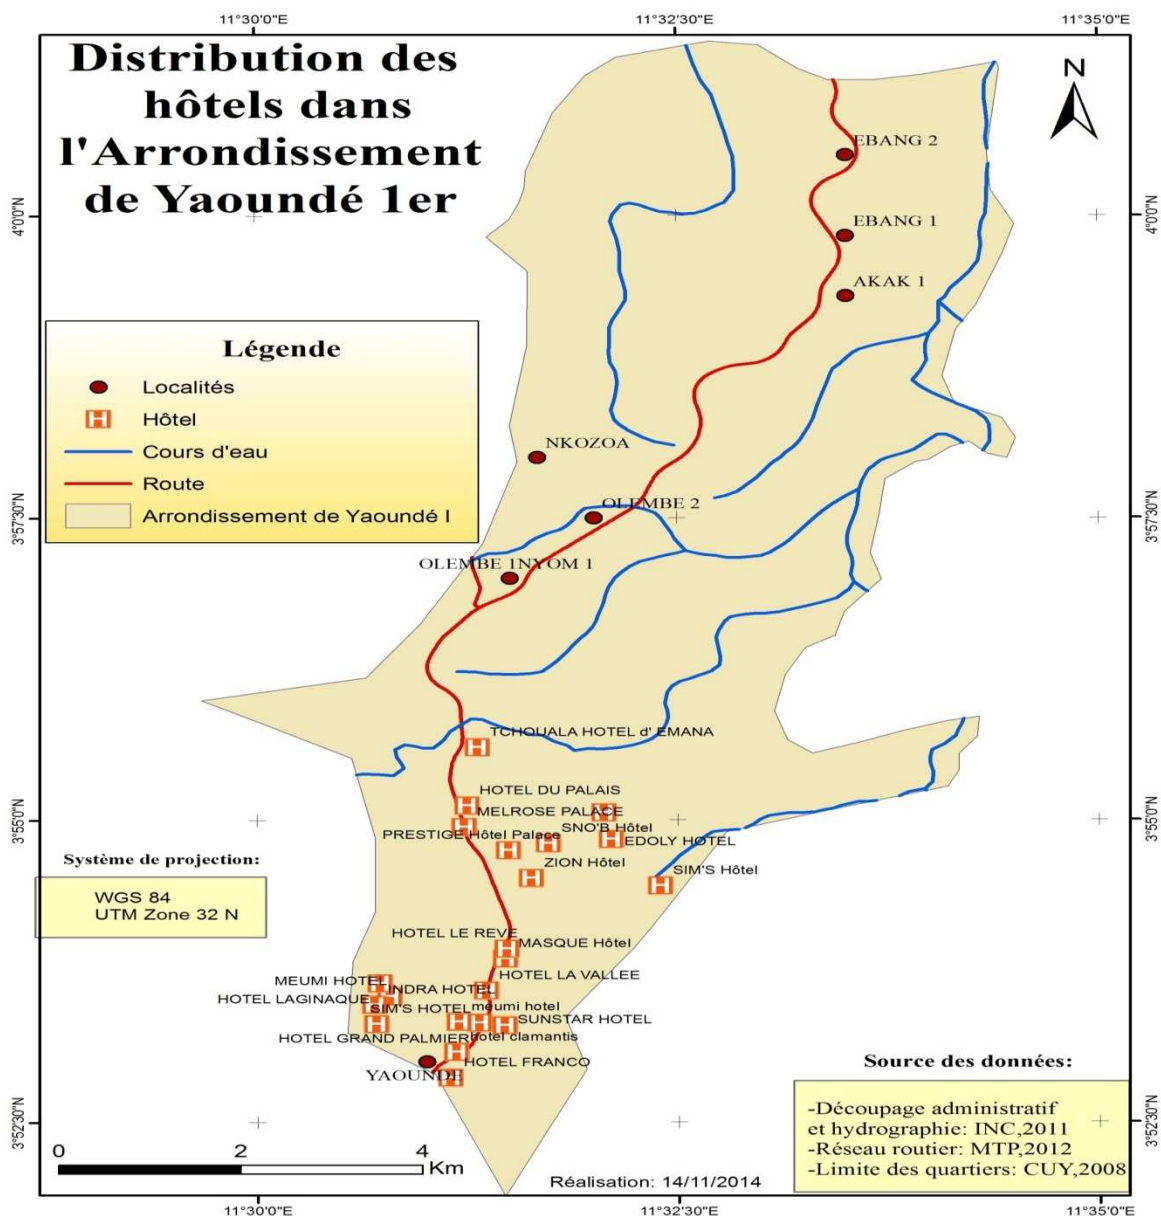 11°30'0"E
11°32'30"E
11°35'0"E
Distribution des
hôtels dans
l'Arrondissement
de Yaoundé 1er
N
4°0'0"N
4°0'0"N
EBANG 2
EBANG 1
AKAK 1
Légende
Localités
H
Hôtel
Cours d'eau
Route
Arrondissement de Yaoundé I
NKOZOA
OLEMBE 2
3°57'30"N
3°57'30"N
OLEMBE 1NYOM 1
TCHOUALA HOTEL d' EMANA
HOTEL DU PALAIS
MELROSE PALACE
3°55'0"N
3°55'0"N
SNO'B Hôtel
PRESTIGE Hôtel Palace
EDOLY HOTEL
ZION Hôtel
SIM'S Hôtel
Système de projection:
WGS 84
UTM Zone 32 N
HOTEL LE REVE
MASQUE Hôtel
HOTEL LA VALLEE
MEUMI HOTEL
INDRA HOTEL
HOTEL LAGINAQUE
SIM'S HOTEL
meumi hotel
SUNSTAR HOTEL
HOTEL GRAND PALMIER
hotel clamantis
HOTEL FRANCO
YAOUNDE
3°52'30"N
3°52'30"N
Source des données:
-Découpage administratif
et hydrographie: INC,2011
-Réseau routier: MTP,2012
-Limite des quartiers: CUY,2008
0
2
4
Km
Réalisation: 14/11/2014
11°30'0"E
11°32'30"E
11°35'0"E